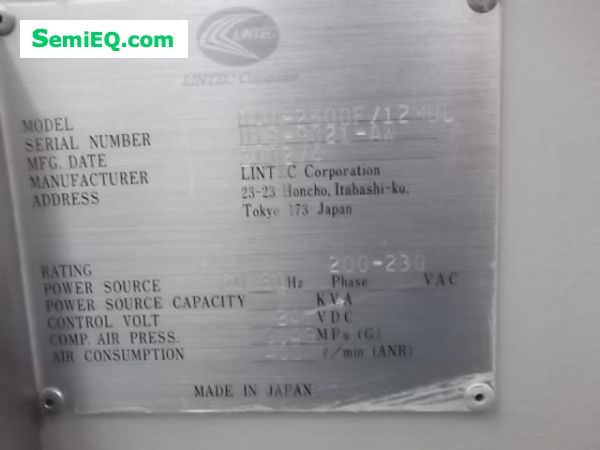 SemiEQ.com
LINTEC
LINTEC Corporation
MODEL
SERIAL NUMBER
MFG. DATE
MANUFACTURER LINTEC Corporation
ADDRESS 23-23 Honcho, Itabashi-ku,
Tokyo 173 Japan
RATING
POWER SOURCE Hz Phase 200-230 VAC
POWER SOURCE CAPACITY KVA
CONTROL VOLT 24 VDC
COMP. AIR PRESS. MPa (G)
AIR CONSUMPTION ℓ/min (ANR)
MADE IN JAPAN